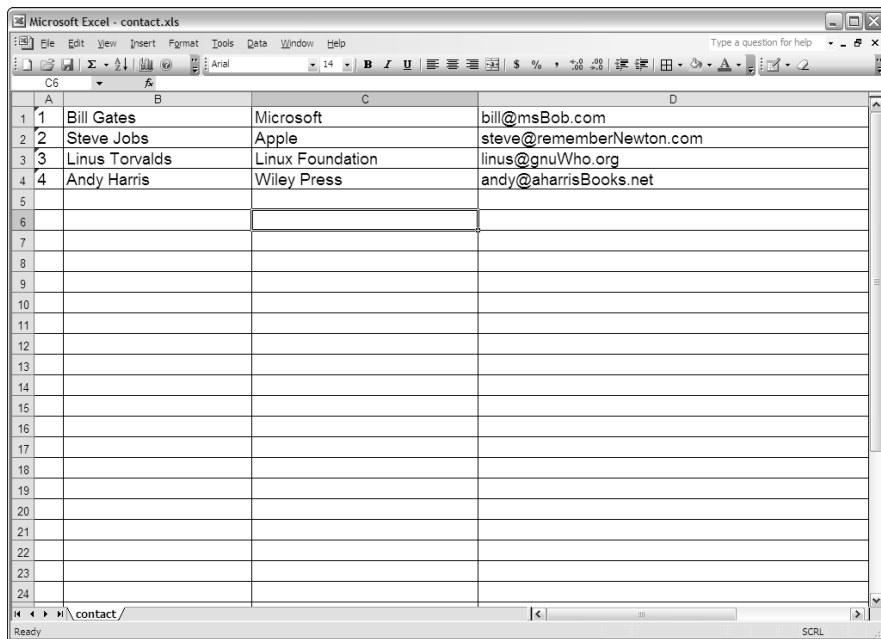 Microsoft Excel - contact.xls
File Edit View Insert Format Tools Data Window Help Type a question for help
Arial 14 B I U $ % ,
C6 fx
A B C D
1 1 Bill Gates Microsoft bill@msBob.com
2 2 Steve Jobs Apple steve@rememberNewton.com
3 3 Linus Torvalds Linux Foundation linus@gnuWho.org
4 4 Andy Harris Wiley Press andy@aharrisBooks.net
5
6
7
8
9
10
11
12
13
14
15
16
17
18
19
20
21
22
23
24
contact
Ready SCRL